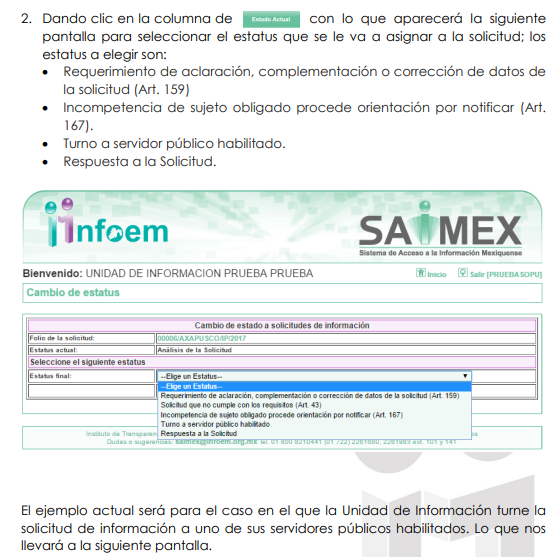 2. Dando clic en la columna de Estado Actual con lo que aparecerá la siguiente
pantalla para seleccionar el estatus que se le va a asignar a la solicitud; los
estatus a elegir son:
• Requerimiento de aclaración, complementación o corrección de datos de
la solicitud (Art. 159)
• Incompetencia de sujeto obligado procede orientación por notificar (Art.
167).
• Turno a servidor público habilitado.
• Respuesta a la Solicitud.
infoem
SAIMEX
Sistema de Acceso a la Información Mexiquense
Bienvenido: UNIDAD DE INFORMACION PRUEBA PRUEBA
Inicio Salir [PRUEBASOPU]
Cambio de estatus
Cambio de estado a solicitudes de información
Folio de la solicitud: 00006/AXAPUSCO/IP/2017
Estatus actual: Análisis de la Solicitud
Seleccione el siguiente estatus
Estatus final: --Elige un Estatus--
--Elige un Estatus--
Requerimiento de aclaración, complementación o corrección de datos de la solicitud (Art. 159)
Solicitud que no cumple con los requisitos (Art. 43)
Incompetencia de sujeto obligado procede orientación por notificar (Art. 167)
Turno a servidor público habilitado
Respuesta a la Solicitud
Instituto de Transparen
Dudas o sugerencias: saimex@infoem.org.mx tel. 01 800 8210441 (01 722) 2261980, 2261983 ext. 101 y 141
El ejemplo actual será para el caso en el que la Unidad de Información turne la
solicitud de información a uno de sus servidores públicos habilitados. Lo que nos
llevará a la siguiente pantalla.